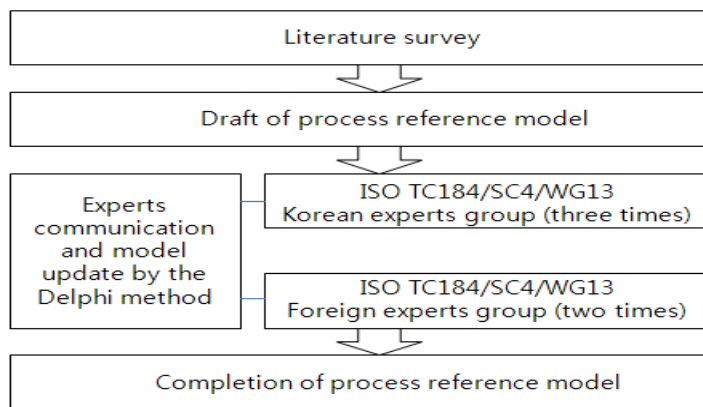 Literature survey
Draft of process reference model
Experts
communication
and model
update by the
Delphi method
ISO TC184/SC4/WG13
Korean experts group (three times)
ISO TC184/SC4/WG13
Foreign experts group (two times)
Completion of process reference model